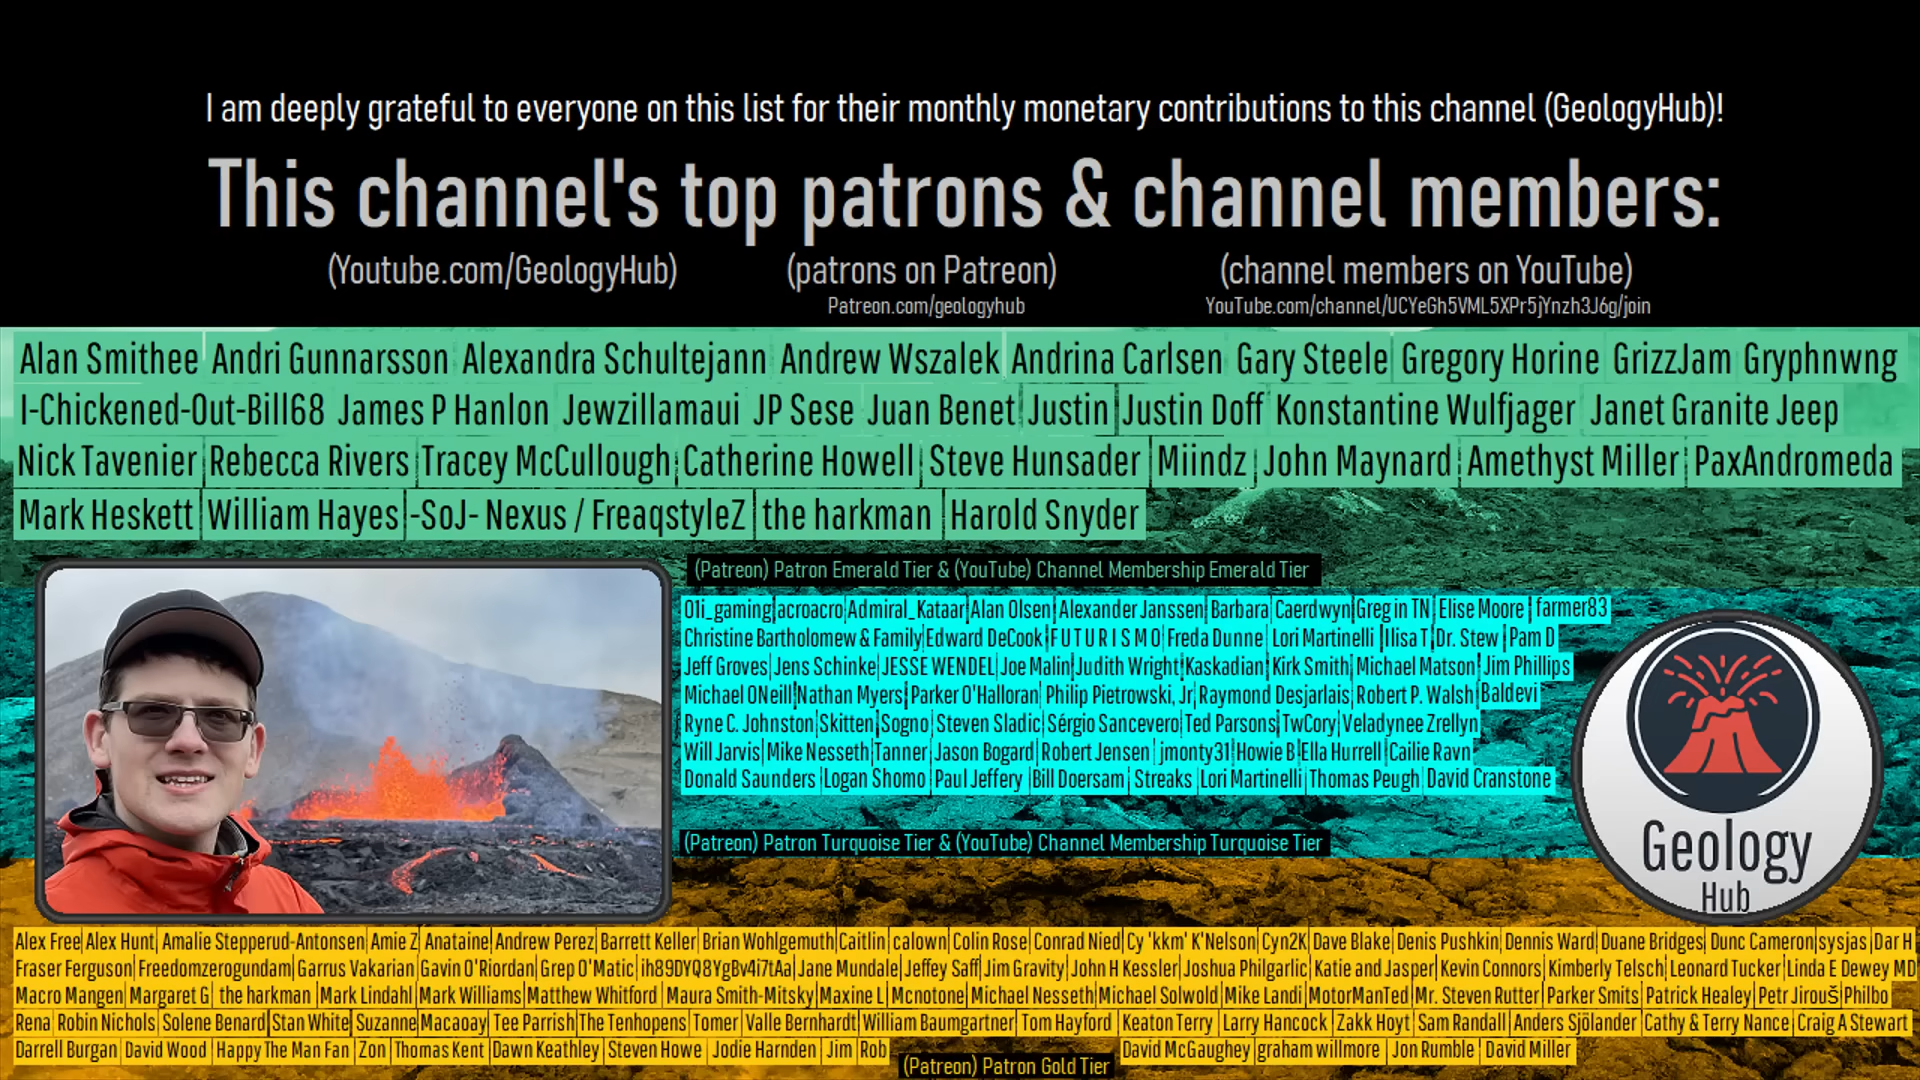 I am deeply grateful to everyone on this list for their monthly monetary contributions to this channel (GeologyHub)!
This channel's top patrons & channel members:
(Youtube.com/GeologyHub) (patrons on Patreon) (channel members on YouTube)
Patreon.com/geologyhub YouTube.com/channel/UCYeGh5VML5XPr5jYnzh3J6g/join
Alan Smithee Andri Gunnarsson Alexandra Schultejann Andrew Wszalek Andrina Carlsen Gary Steele Gregory Horine GrizzJam Gryphnwng
I-Chickened-Out-Bill68 James P Hanlon Jewzillamaui JP Sese Juan Benet Justin Justin Doff Konstantine Wulfjager Janet Granite Jeep
Nick Tavenier Rebecca Rivers Tracey McCullough Catherine Howell Steve Hunsader Miindz John Maynard Amethyst Miller PaxAndromeda
Mark Heskett William Hayes -SoJ- Nexus / FreaqstyleZ the harkman Harold Snyder
(Patreon) Patron Emerald Tier & (YouTube) Channel Membership Emerald Tier
01i_gaming acroacro Admiral_Kataar Alan Olsen Alexander Janssen Barbara Caerdwyn Greg in TN Elise Moore farmer83
Christine Bartholomew & Family Edward DeCook F U T U R I S M O Freda Dunne Lori Martinelli Ilisa T Dr. Stew Pam D
Jeff Groves Jens Schinke JESSE WENDEL Joe Malin Judith Wright Kaskadian Kirk Smith Michael Matson Jim Phillips
Michael ONeill Nathan Myers Parker O'Halloran Philip Pietrowski, Jr Raymond Desjarlais Robert P. Walsh Baldevi
Ryne C. Johnston Skitten Sogno Steven Sladic Sérgio Sancevero Ted Parsons TwCory Veladynee Zrellyn
Will Jarvis Mike Nesseth Tanner Jason Bogard Robert Jensen jmonty31 Howie B Ella Hurrell Cailie Ravn
Donald Saunders Logan Shomo Paul Jeffery Bill Doersam Streaks Lori Martinelli Thomas Peugh David Cranstone
(Patreon) Patron Turquoise Tier & (YouTube) Channel Membership Turquoise Tier
Geology
Hub
Alex Free Alex Hunt Amalie Stepperud-Antonsen Amie Z Anataine Andrew Perez Barrett Keller Brian Wohlgemuth Caitlin calown Colin Rose Conrad Nied Cy 'kkm' K'Nelson Cyn2K Dave Blake Denis Pushkin Dennis Ward Duane Bridges Dunc Cameron sysjas Dar H
Fraser Ferguson Freedomzerogundam Garrus Vakarian Gavin O'Riordan Grep O'Matic ih89DYQ8YgBv4i7tAa Jane Mundale Jeffey Saff Jim Gravity John H Kessler Joshua Philgarlic Katie and Jasper Kevin Connors Kimberly Telsch Leonard Tucker Linda E Dewey MD
Macro Mangen Margaret G the harkman Mark Lindahl Mark Williams Matthew Whitford Maura Smith-Mitsky Maxine L Mcnotone Michael Nesseth Michael Solwold Mike Landi MotorManTed Mr. Steven Rutter Parker Smits Patrick Healey Petr Jirouš Philbo
Rena Robin Nichols Solene Benard Stan White Suzanne Macaoay Tee Parrish The Tenhopens Tomer Valle Bernhardt William Baumgartner Tom Hayford Keaton Terry Larry Hancock Zakk Hoyt Sam Randall Anders Sjölander Cathy & Terry Nance Craig A Stewart
Darrell Burgan David Wood Happy The Man Fan Zon Thomas Kent Dawn Keathley Steven Howe Jodie Harnden Jim Rob David McGaughey graham willmore Jon Rumble David Miller
(Patreon) Patron Gold Tier